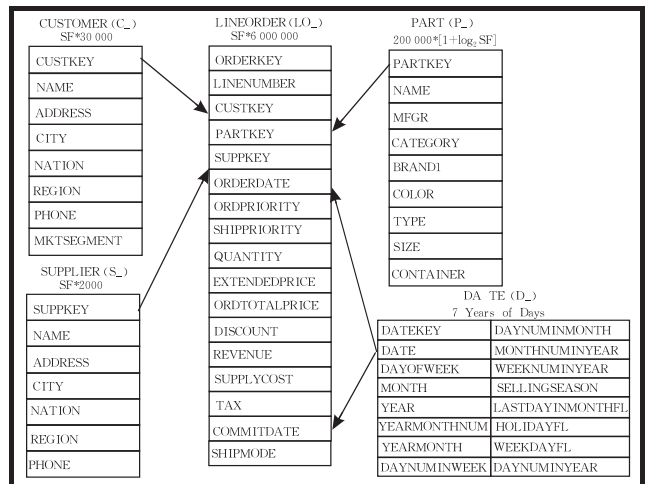 CUSTOMER (C_)
SF*30 000
CUSTKEY
NAME
ADDRESS
CITY
NATION
REGION
PHONE
MKTSEGMENT
SUPPLIER (S_)
SF*2000
SUPPKEY
NAME
ADDRESS
CITY
NATION
REGION
PHONE
LINEORDER (LO_)
SF*6 000 000
ORDERKEY
LINENUMBER
CUSTKEY
PARTKEY
SUPPKEY
ORDERDATE
ORDPRIORITY
SHIPPRIORITY
QUANTITY
EXTENDEDPRICE
ORDTOTALPRICE
DISCOUNT
REVENUE
SUPPLYCOST
TAX
COMMITDATE
SHIPMODE
PART (P_)
200 000*[1+log₂ SF]
PARTKEY
NAME
MFGR
CATEGORY
BRAND1
COLOR
TYPE
SIZE
CONTAINER
DA TE (D_)
7 Years of Days
DATEKEY DAYNUMINMONTH
DATE MONTHNUMINYEAR
DAYOFWEEK WEEKNUMINYEAR
MONTH SELLINGSEASON
YEAR LASTDAYINMONTHFL
YEARMONTHNUM HOLIDAYFL
YEARMONTH WEEKDAYFL
DAYNUMINWEEK DAYNUMINYEAR